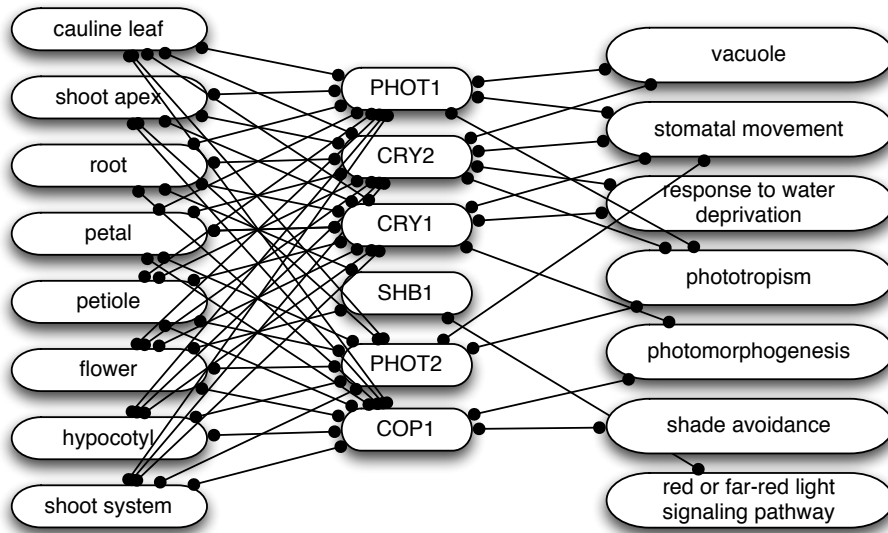 cauline leaf
shoot apex
root
petal
petiole
flower
hypocotyl
shoot system
PHOT1
CRY2
CRY1
SHB1
PHOT2
COP1
vacuole
stomatal movement
response to water
deprivation
phototropism
photomorphogenesis
shade avoidance
red or far-red light
signaling pathway